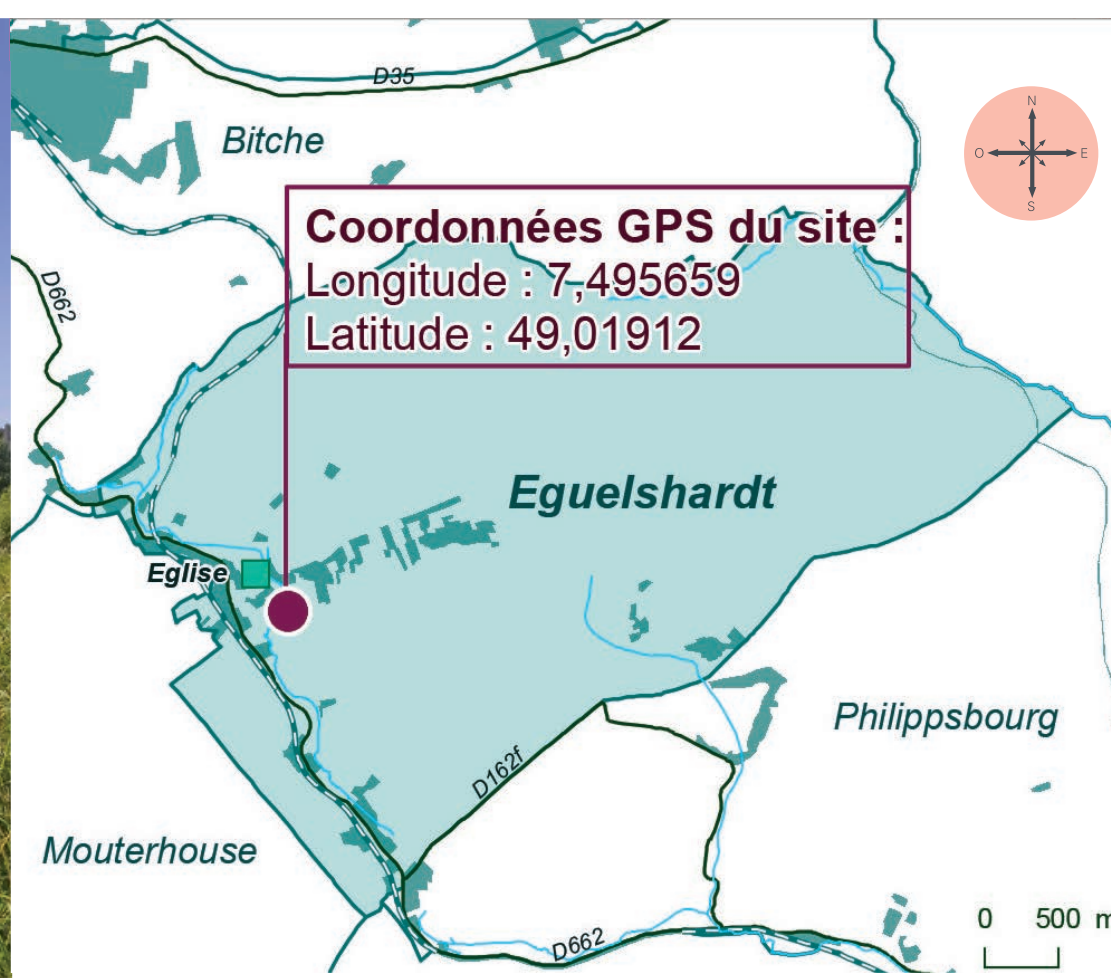 D35
Bitche
N
O
E
S
Coordonnées GPS du site :
Longitude : 7,495659
Latitude : 49,01912
D662
Eguelshardt
Eglise
Philippsbourg
D162f
Mouterhouse
0 500 m
D662